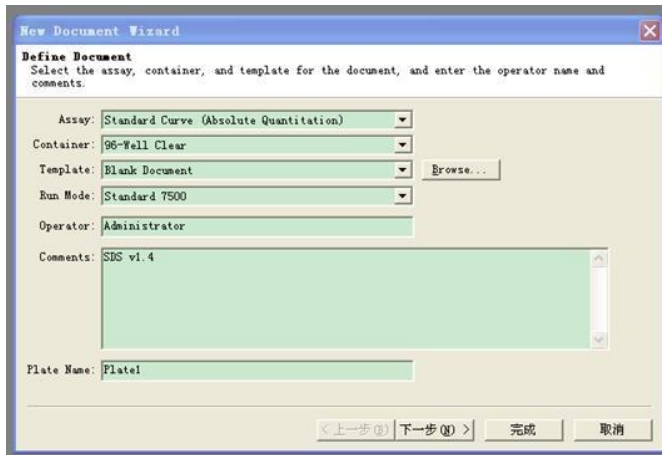 New Document Wizard
Define Document
Select the assay, container, and template for the document, and enter the operator name and
comments.
Assay: Standard Curve (Absolute Quantitation)
Container: 96-Well Clear
Template: Blank Document Browse...
Run Mode: Standard 7500
Operator: Administrator
Comments: SDS v1.4
Plate Name: Plate1
< 上一步(B) 下一步(N) > 完成 取消